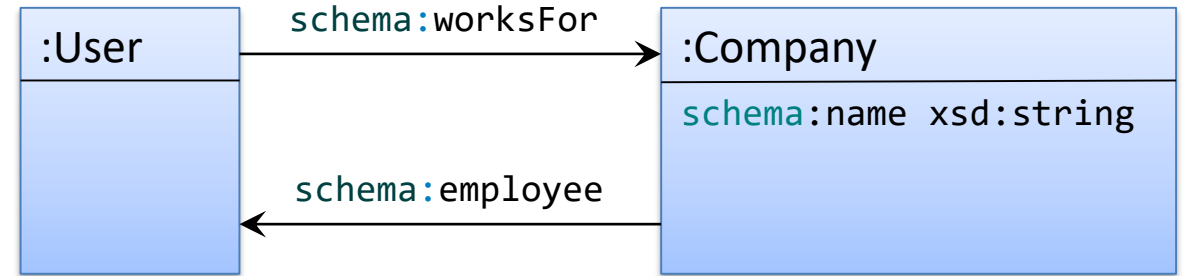 schema:worksFor
:User
:Company
schema:name xsd:string
schema:employee